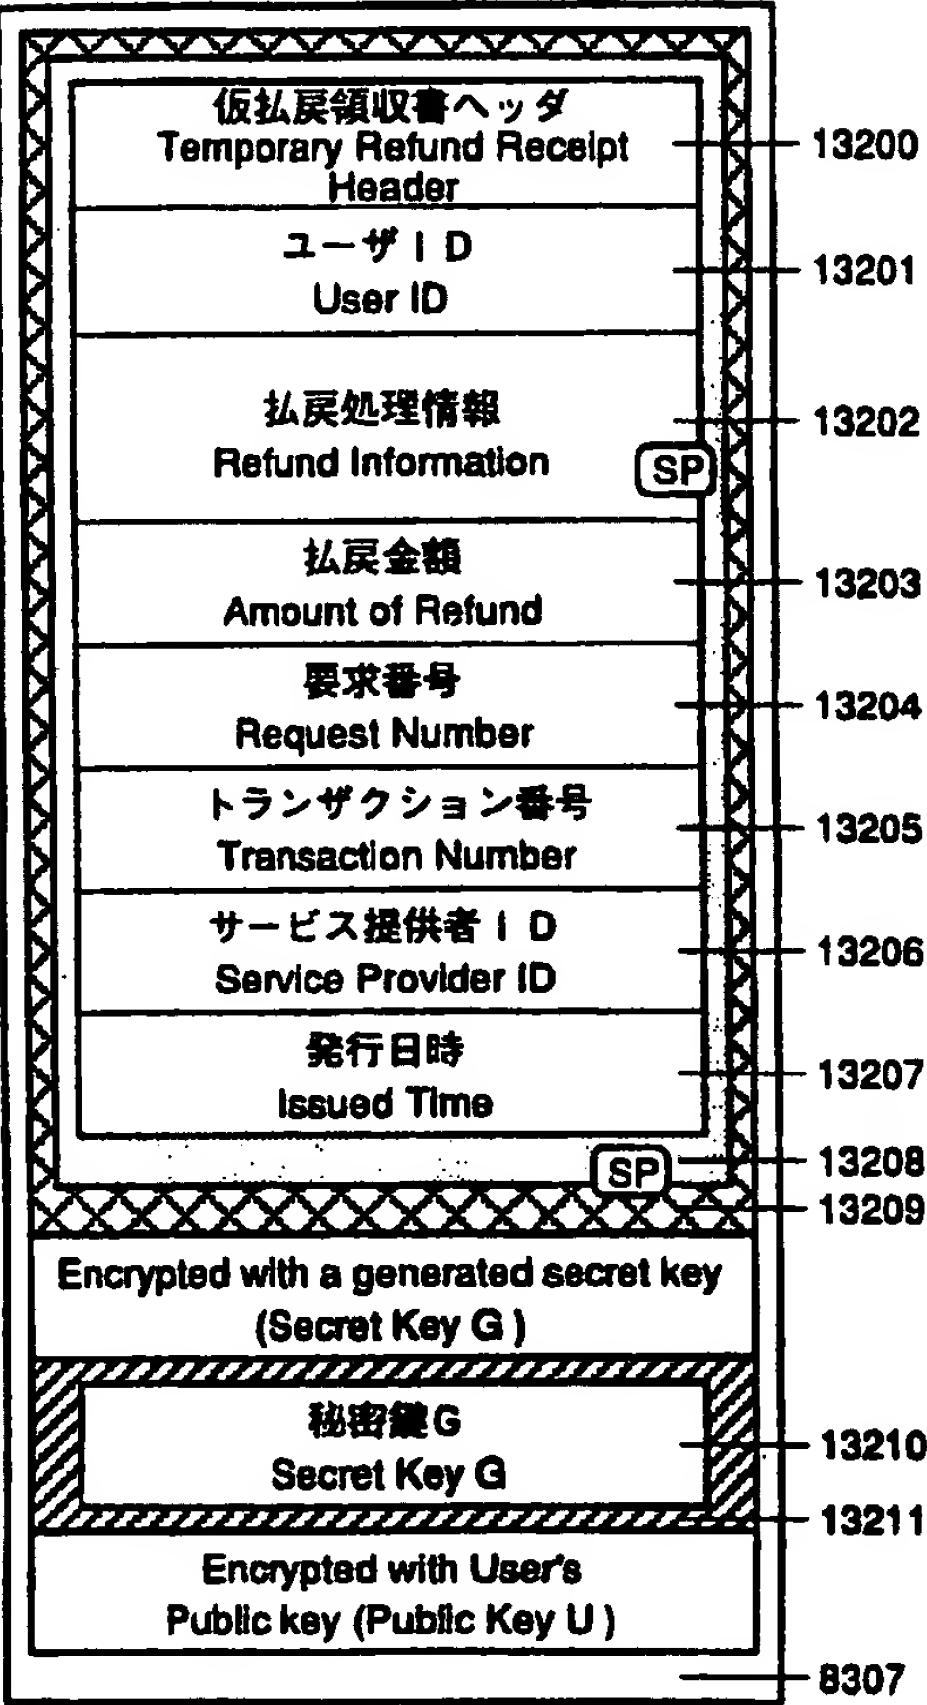 仮払戻領収書ヘッダ
Temporary Refund Receipt
Header
13200
ユーザID
User ID
13201
払戻処理情報
Refund Information
13202
SP
払戻金額
Amount of Refund
13203
要求番号
Request Number
13204
トランザクション番号
Transaction Number
13205
サービス提供者ID
Service Provider ID
13206
発行日時
Issued Time
13207
SP
13208
13209
Encrypted with a generated secret key
(Secret Key G )
秘密鍵G
Secret Key G
13210
13211
Encrypted with User's
Public key (Public Key U )
8307